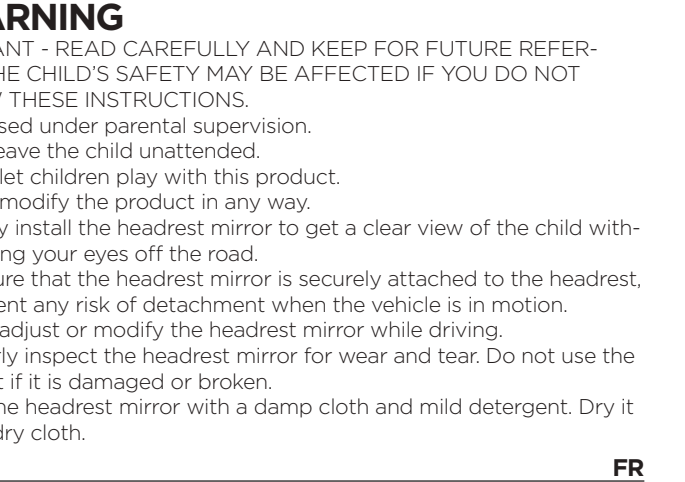 ARNING
ANT - READ CAREFULLY AND KEEP FOR FUTURE REFER-
HE CHILD'S SAFETY MAY BE AFFECTED IF YOU DO NOT
THESE INSTRUCTIONS.
sed under parental supervision.
eave the child unattended.
let children play with this product.
modify the product in any way.
y install the headrest mirror to get a clear view of the child with-
ng your eyes off the road.
ure that the headrest mirror is securely attached to the headrest,
ent any risk of detachment when the vehicle is in motion.
adjust or modify the headrest mirror while driving.
rly inspect the headrest mirror for wear and tear. Do not use the
t if it is damaged or broken.
he headrest mirror with a damp cloth and mild detergent. Dry it
dry cloth.
FR